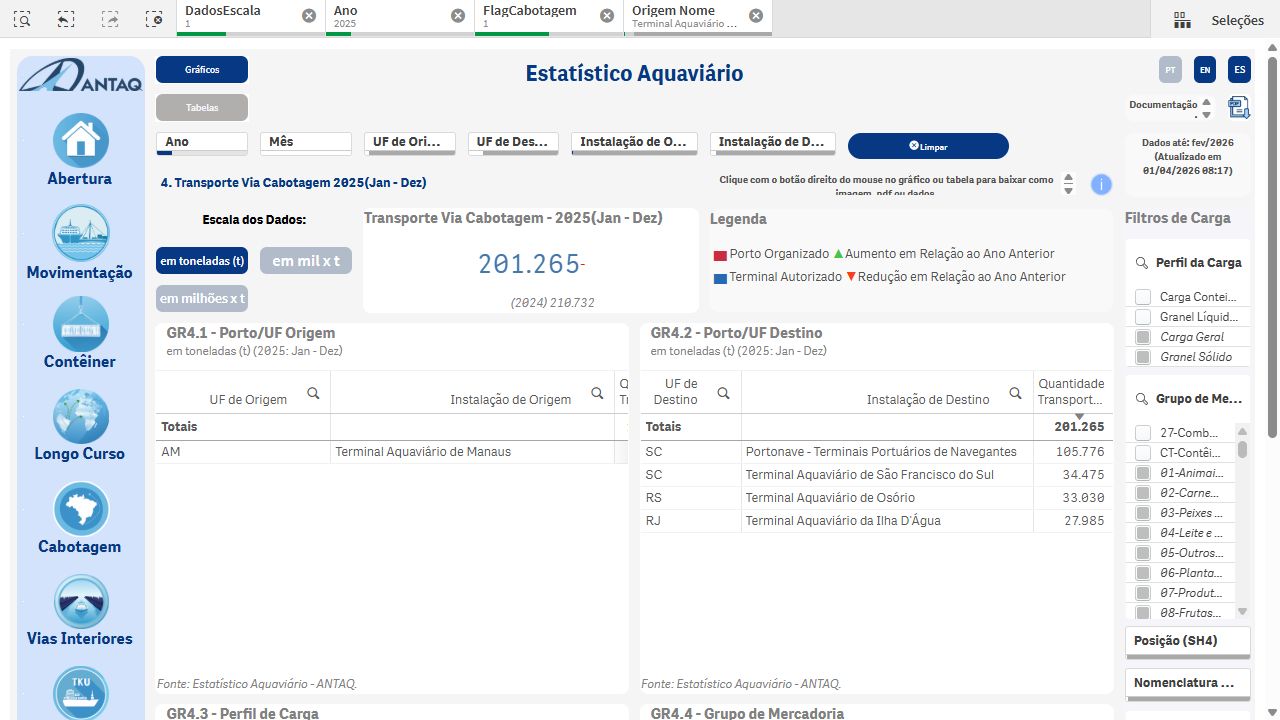 DadosEscala
1
Ano
2025
FlagCabotagem
1
Origem Nome
Terminal Aquaviário ...
Seleções
ANTAQ
Gráficos
Tabelas
Estatístico Aquaviário
PT
EN
ES
Documentação
Ano
Mês
UF de Ori...
UF de Des...
Instalação de O...
Instalação de D...
Limpar
Dados até: fev/2026
(Atualizado em
01/04/2026 08:17)
4. Transporte Via Cabotagem 2025(Jan - Dez)
Clique com o botão direito do mouse no gráfico ou tabela para baixar como
imagem, pdf ou dados
Abertura
Movimentação
Contêiner
Longo Curso
Cabotagem
Vias Interiores
TKU
Escala dos Dados:
em toneladas (t)
em mil x t
em milhões x t
Transporte Via Cabotagem - 2025(Jan - Dez)
201.265-
(2024) 210.732
Legenda
Porto Organizado ▲Aumento em Relação ao Ano Anterior
Terminal Autorizado ▼Redução em Relação ao Ano Anterior
GR4.1 - Porto/UF Origem
em toneladas (t) (2025: Jan - Dez)
UF de Origem
Instalação de Origem
Totais
AM Terminal Aquaviário de Manaus
Fonte: Estatístico Aquaviário - ANTAQ.
GR4.2 - Porto/UF Destino
em toneladas (t) (2025: Jan - Dez)
UF de
Destino
Instalação de Destino
Quantidade
Transport...
Totais 201.265
SC Portonave - Terminais Portuários de Navegantes 105.776
SC Terminal Aquaviário de São Francisco do Sul 34.475
RS Terminal Aquaviário de Osório 33.030
RJ Terminal Aquaviário da Ilha D'Água 27.985
Fonte: Estatístico Aquaviário - ANTAQ.
GR4.3 - Perfil de Carga
GR4.4 - Grupo de Mercadoria
Filtros de Carga
Perfil da Carga
Carga Contei...
Granel Líquid...
Carga Geral
Granel Sólido
Grupo de Me...
27-Comb...
CT-Contêi...
01-Animai...
02-Carne...
03-Peixes ...
04-Leite e ...
05-Outros...
06-Planta...
07-Produt...
08-Frutas...
Posição (SH4)
Nomenclatura ...